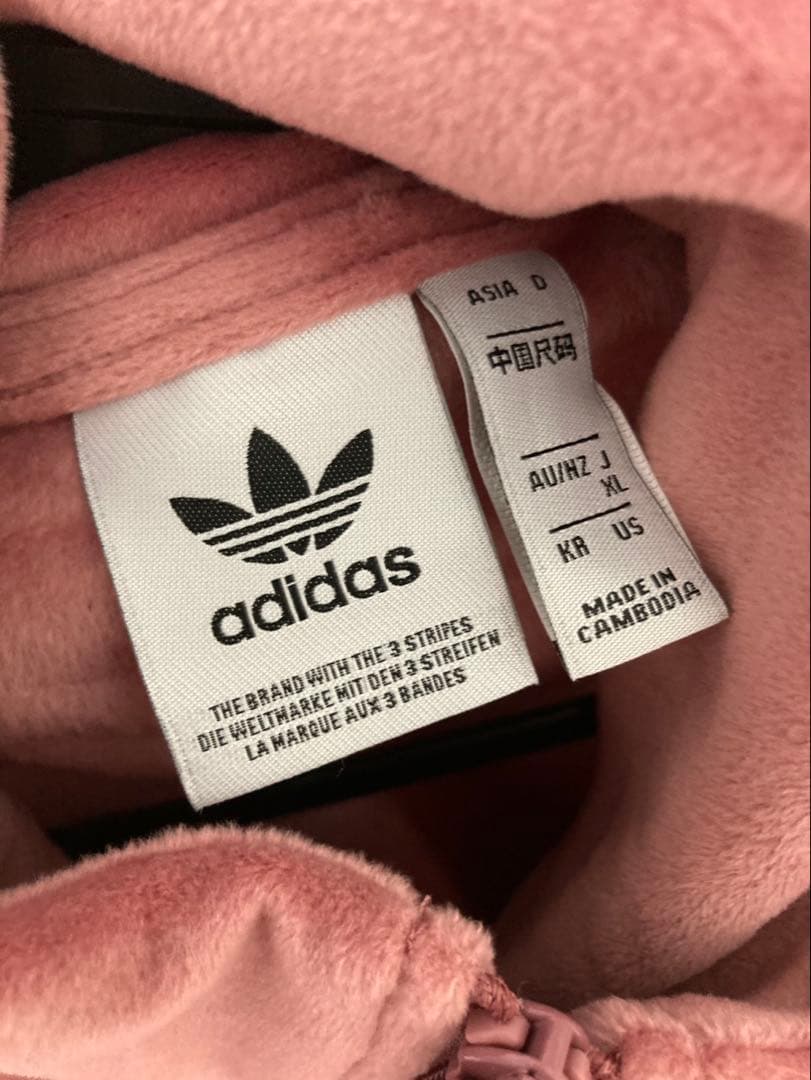 adidas
THE BRAND WITH THE 3 STRIPES
DIE WELTMARKE MIT DEN 3 STREIFEN
LA MARQUE AUX 3 BANDES
ASIA D
中国尺码
AU/NZ J
XL
KR US
MADE IN
CAMBODIA